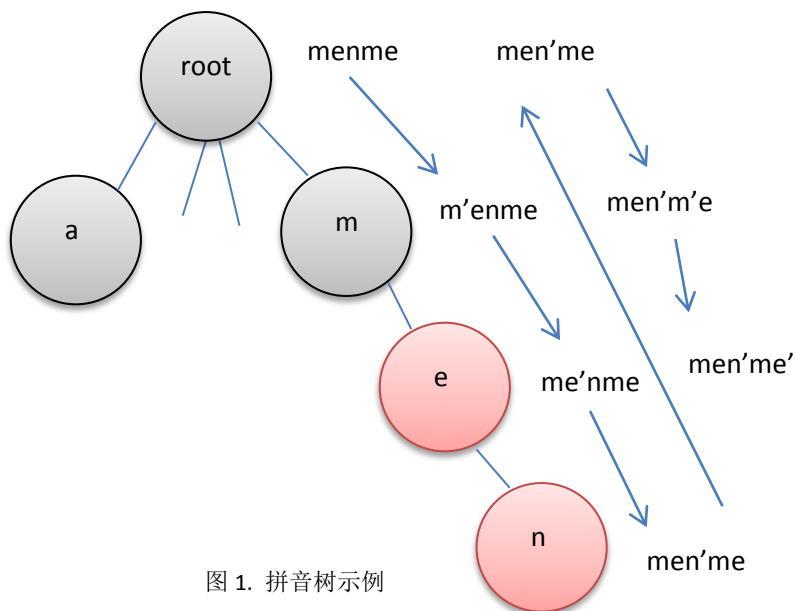 root
menme
men’me
a
m
m’enme
men’m’e
e
me’nme
men’me’
n
men’me
图 1. 拼音树示例